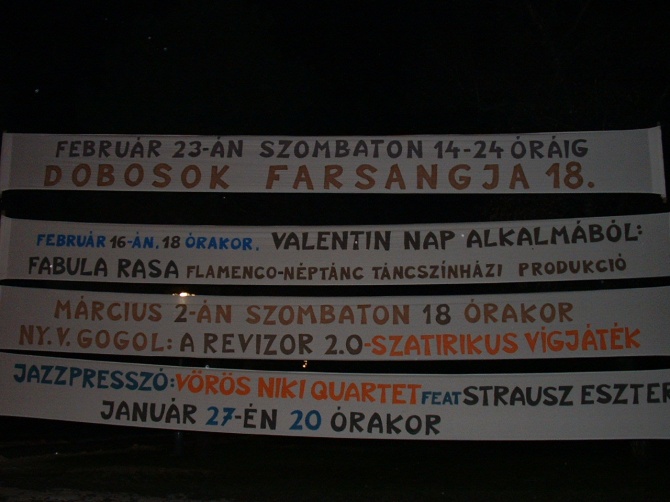 FEBRUÁR 23-ÁN SZOMBATON 14-24 ÓRÁIG
DOBOSOK FARSANGJA 18.
FEBRUÁR 16-ÁN, 18 ÓRAKOR, VALENTIN NAP ALKALMÁBÓL:
FABULA RASA FLAMENCO-NÉPTÁNC TÁNCSZÍNHÁZI PRODUKCIÓ
MÁRCIUS 2-ÁN SZOMBATON 18 ÓRAKOR
NY.V. GOGOL: A REVIZOR 2.0-SZATIRIKUS VÍGJÁTÉK
JAZZPRESSZÓ: VÖRÖS NIKI QUARTET FEAT STRAUSZ ESZTER
JANUÁR 27-ÉN 20 ÓRAKOR